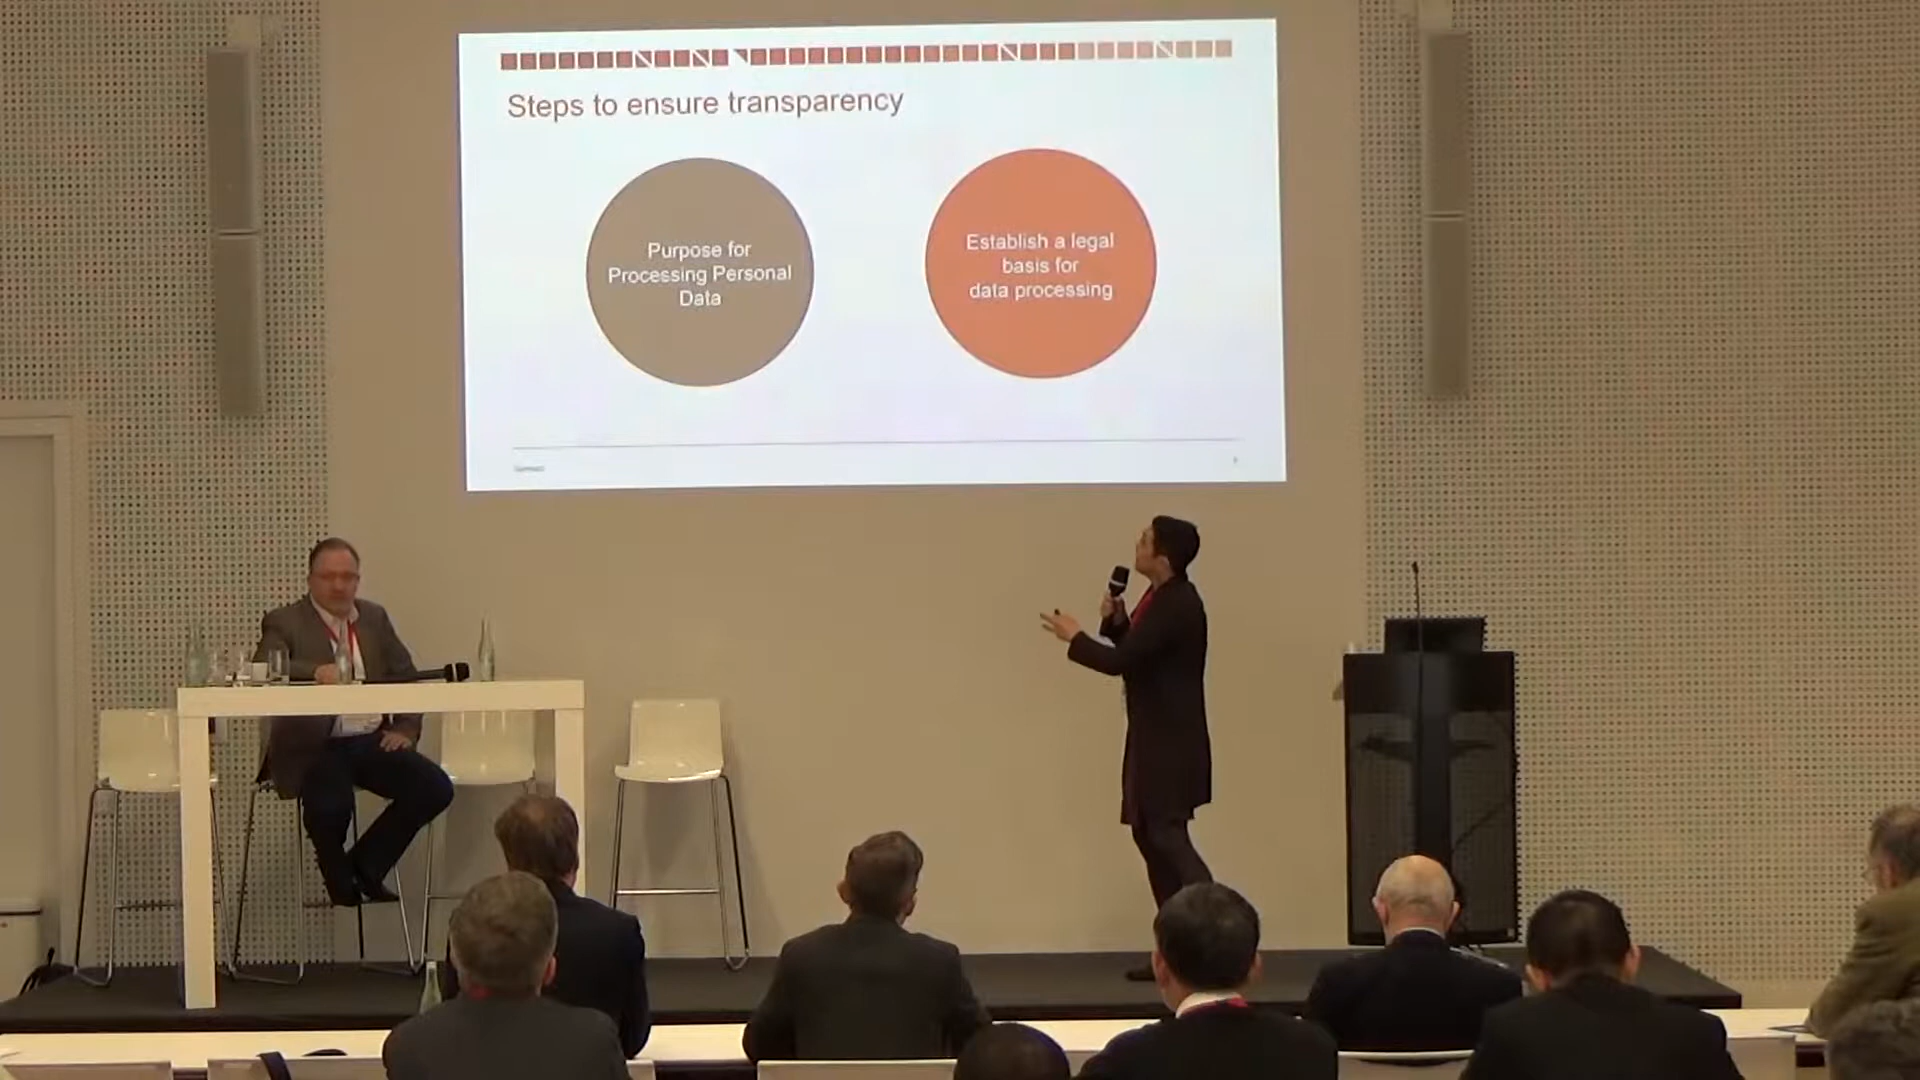 Steps to ensure transparency
Purpose for
Processing Personal
Data
Establish a legal
basis for
data processing